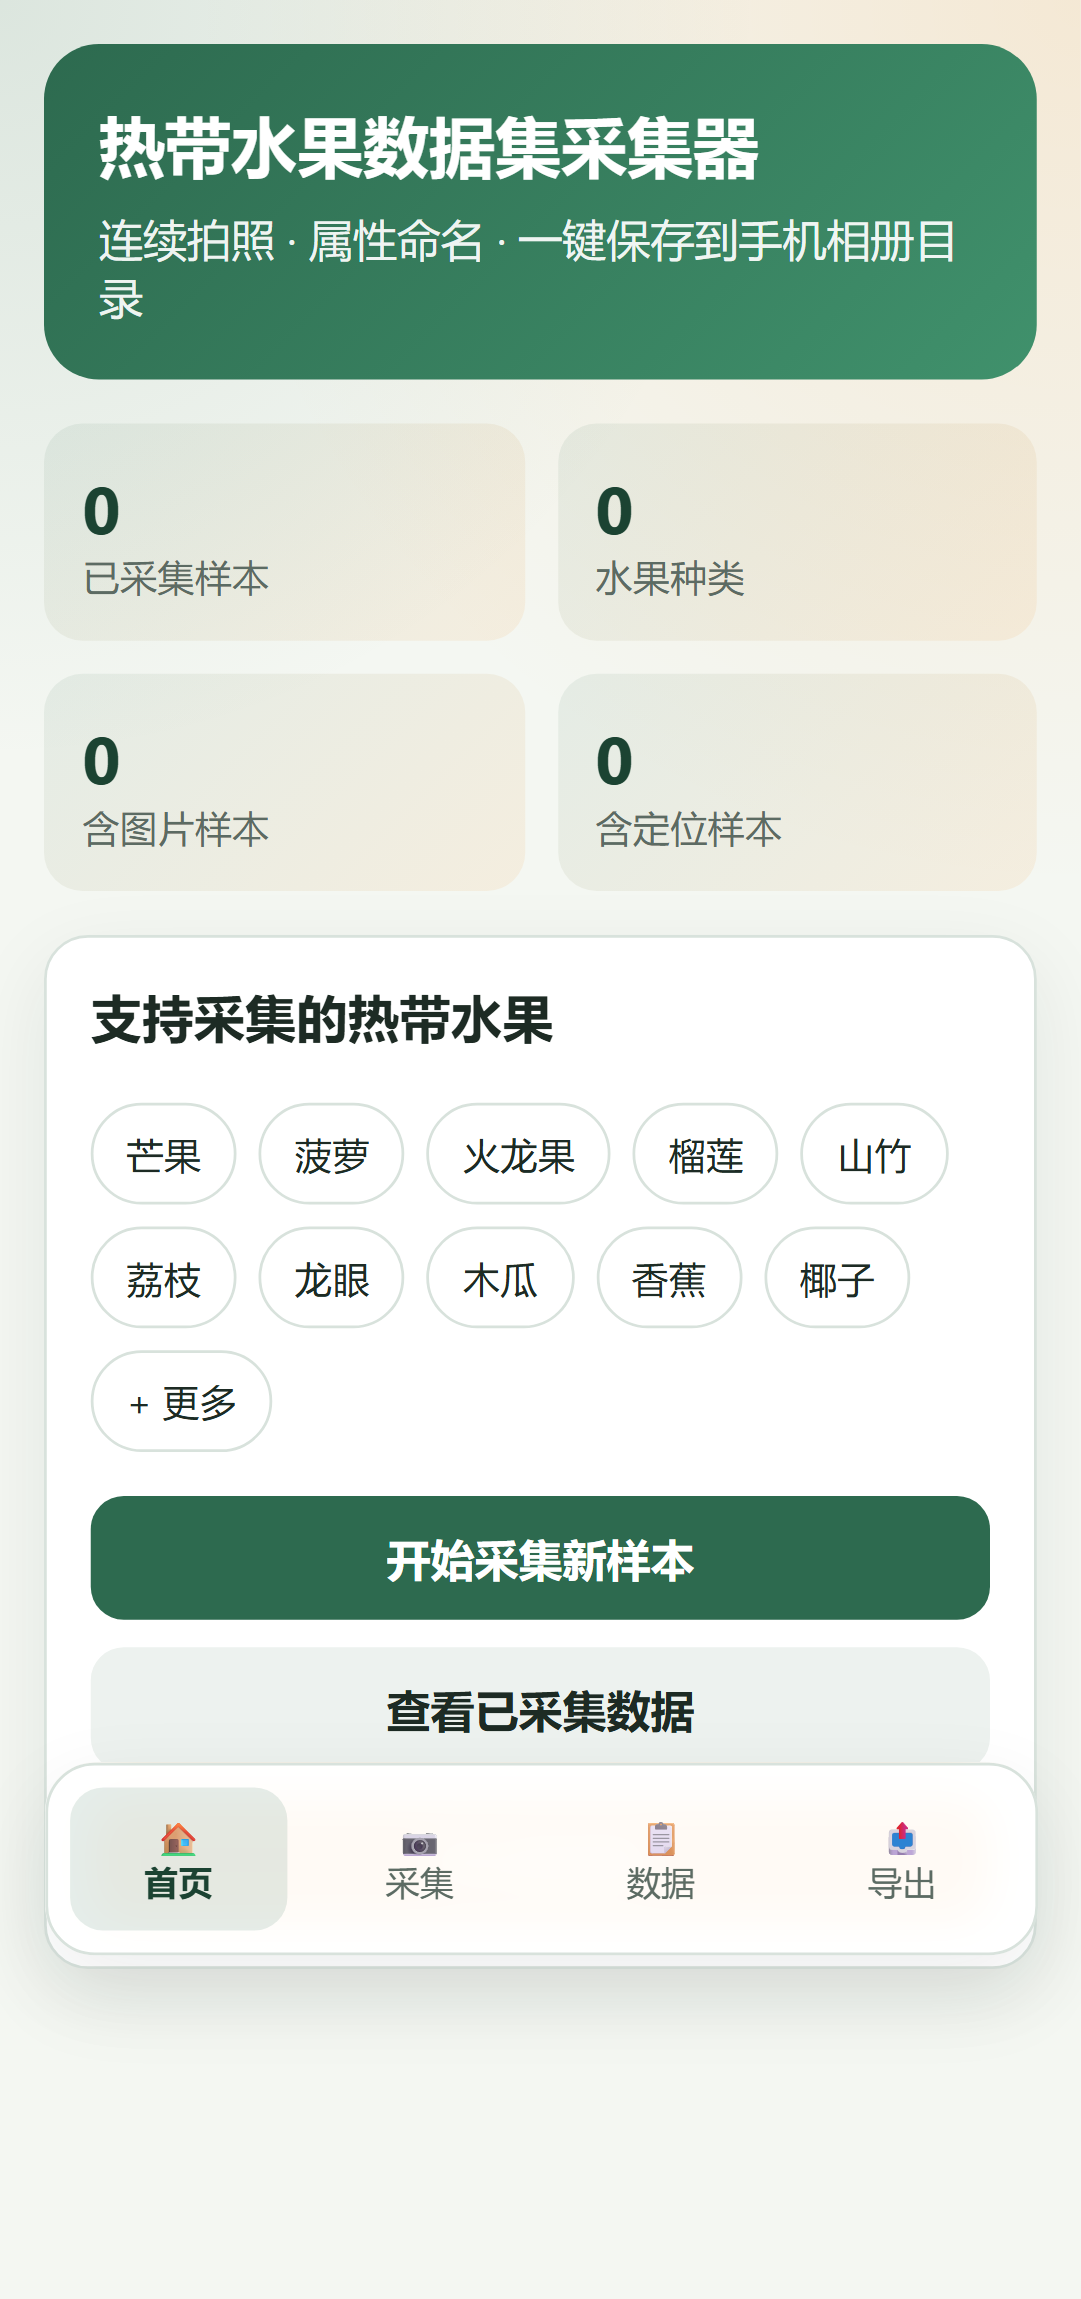 热带水果数据集采集器
连续拍照 · 属性命名 · 一键保存到手机相册目
录
0
已采集样本
0
水果种类
0
含图片样本
0
含定位样本
支持采集的热带水果
芒果
菠萝
火龙果
榴莲
山竹
荔枝
龙眼
木瓜
香蕉
椰子
+ 更多
开始采集新样本
查看已采集数据
首页
采集
数据
导出